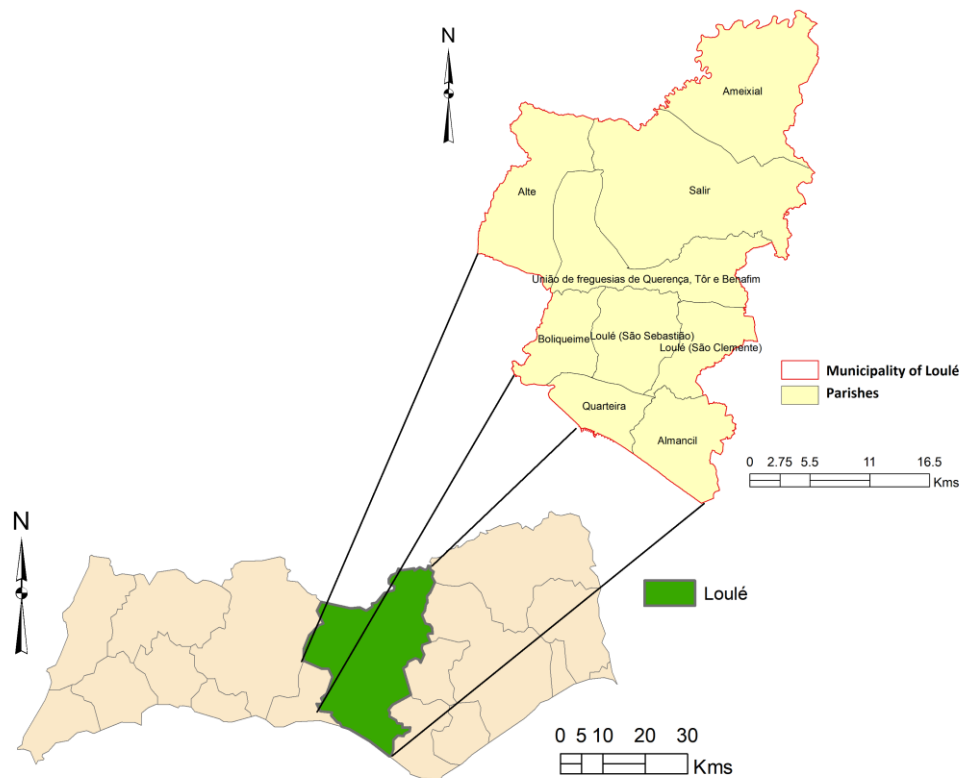 N
Ameixial
Alte
Salir
União de freguesias de Querença, Tôr e Benafim
Boliqueime
Loulé (São Sebastião)
Loulé (São Clemente)
Municipality of Loulé
Parishes
Quarteira
Almancil
0 2.75 5.5 11 16.5
Kms
N
Loulé
0 5 10 20 30
Kms